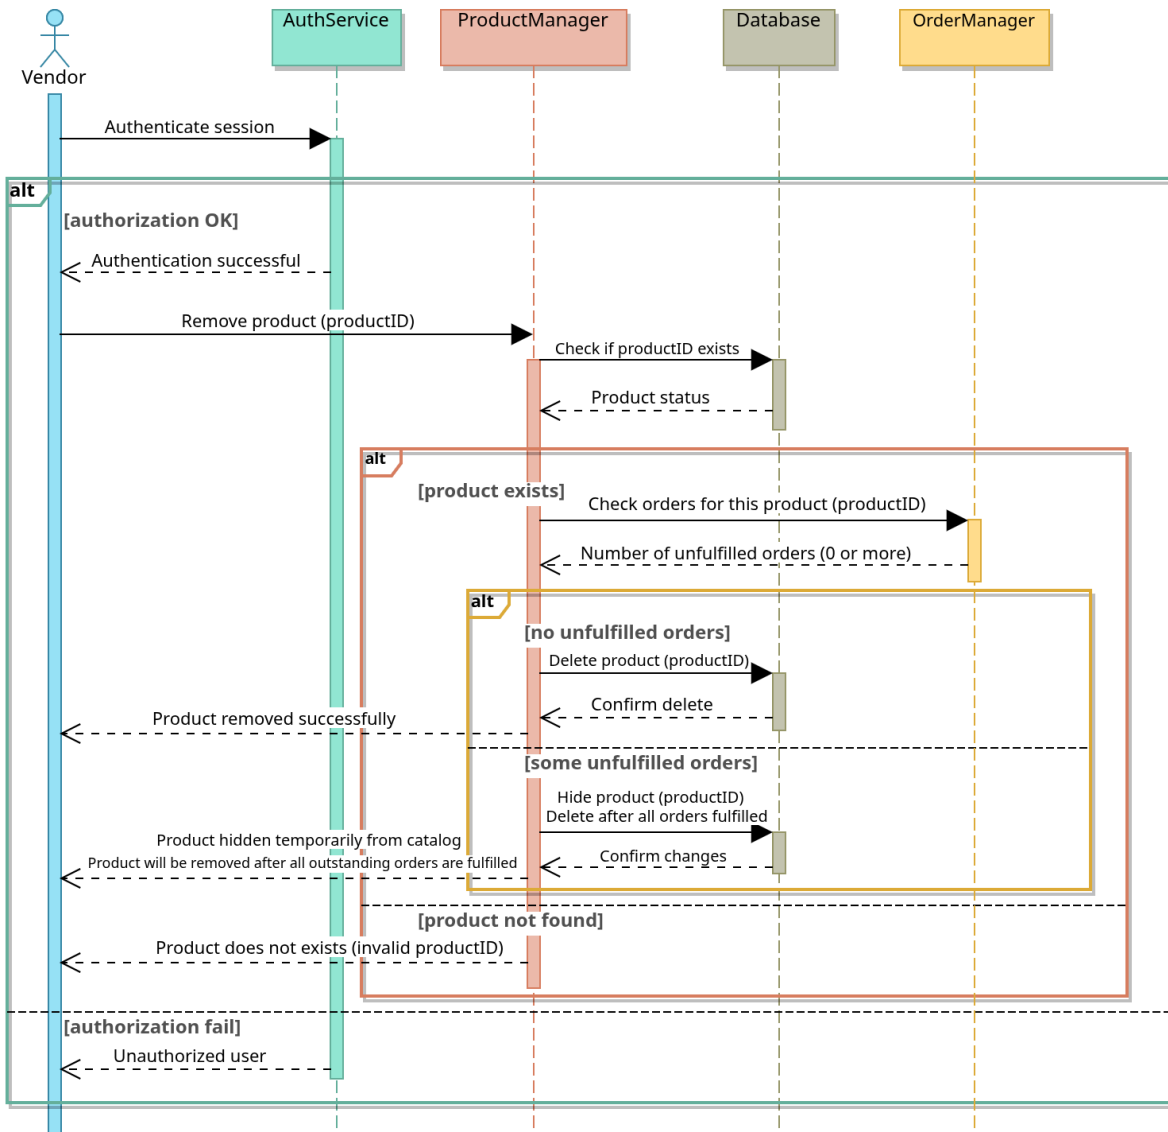 AuthService
ProductManager
Database
OrderManager
Vendor
Authenticate session
alt
[authorization OK]
Authentication successful
Remove product (productID)
Check if productID exists
Product status
alt
[product exists]
Check orders for this product (productID)
Number of unfulfilled orders (0 or more)
alt
[no unfulfilled orders]
Delete product (productID)
Confirm delete
Product removed successfully
[some unfulfilled orders]
Hide product (productID)
Delete after all orders fulfilled
Product hidden temporarily from catalog
Confirm changes
Product will be removed after all outstanding orders are fulfilled
[product not found]
Product does not exists (invalid productID)
[authorization fail]
Unauthorized user